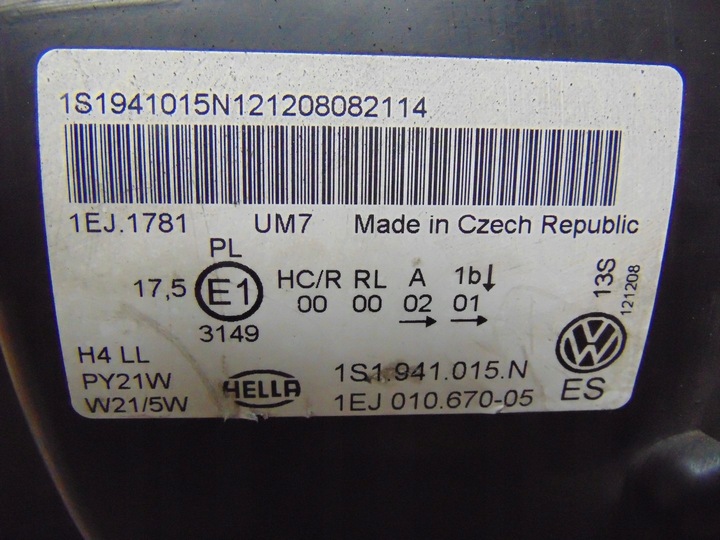 1S1941015N121208082114
1EJ.1781 UM7 Made in Czech Republic
PL
17,5 E1 HC/R RL A 1b↓
00 00 02 01
3149
13S
121208
H4 LL
PY21W
W21/5W
HELLA
1S1.941.015.N
1EJ 010.670-05
VW
ES